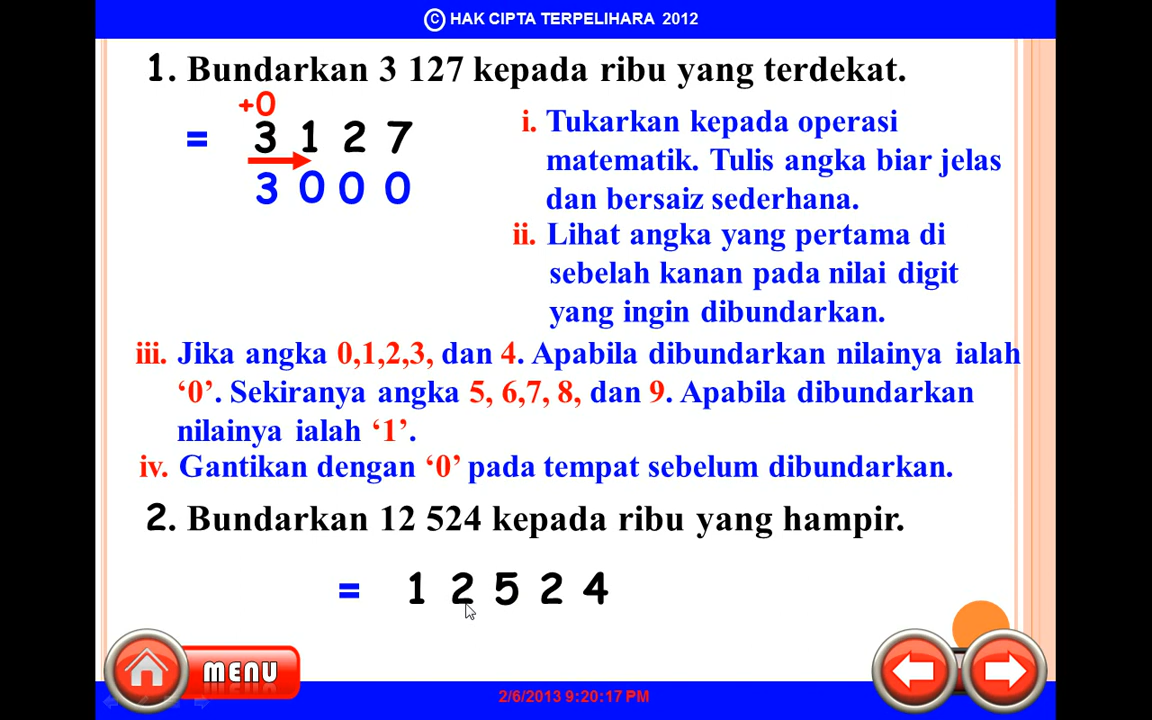 © HAK CIPTA TERPELIHARA 2012
1. Bundarkan 3 127 kepada ribu yang terdekat.
+0
= 3 1 2 7
3 0 0 0
i. Tukarkan kepada operasi
matematik. Tulis angka biar jelas
dan bersaiz sederhana.
ii. Lihat angka yang pertama di
sebelah kanan pada nilai digit
yang ingin dibundarkan.
iii. Jika angka 0,1,2,3, dan 4. Apabila dibundarkan nilainya ialah
‘0’. Sekiranya angka 5, 6,7, 8, dan 9. Apabila dibundarkan
nilainya ialah ‘1’.
iv. Gantikan dengan ‘0’ pada tempat sebelum dibundarkan.
2. Bundarkan 12 524 kepada ribu yang hampir.
= 1 2 5 2 4
MENU
2/6/2013 9:20:17 PM